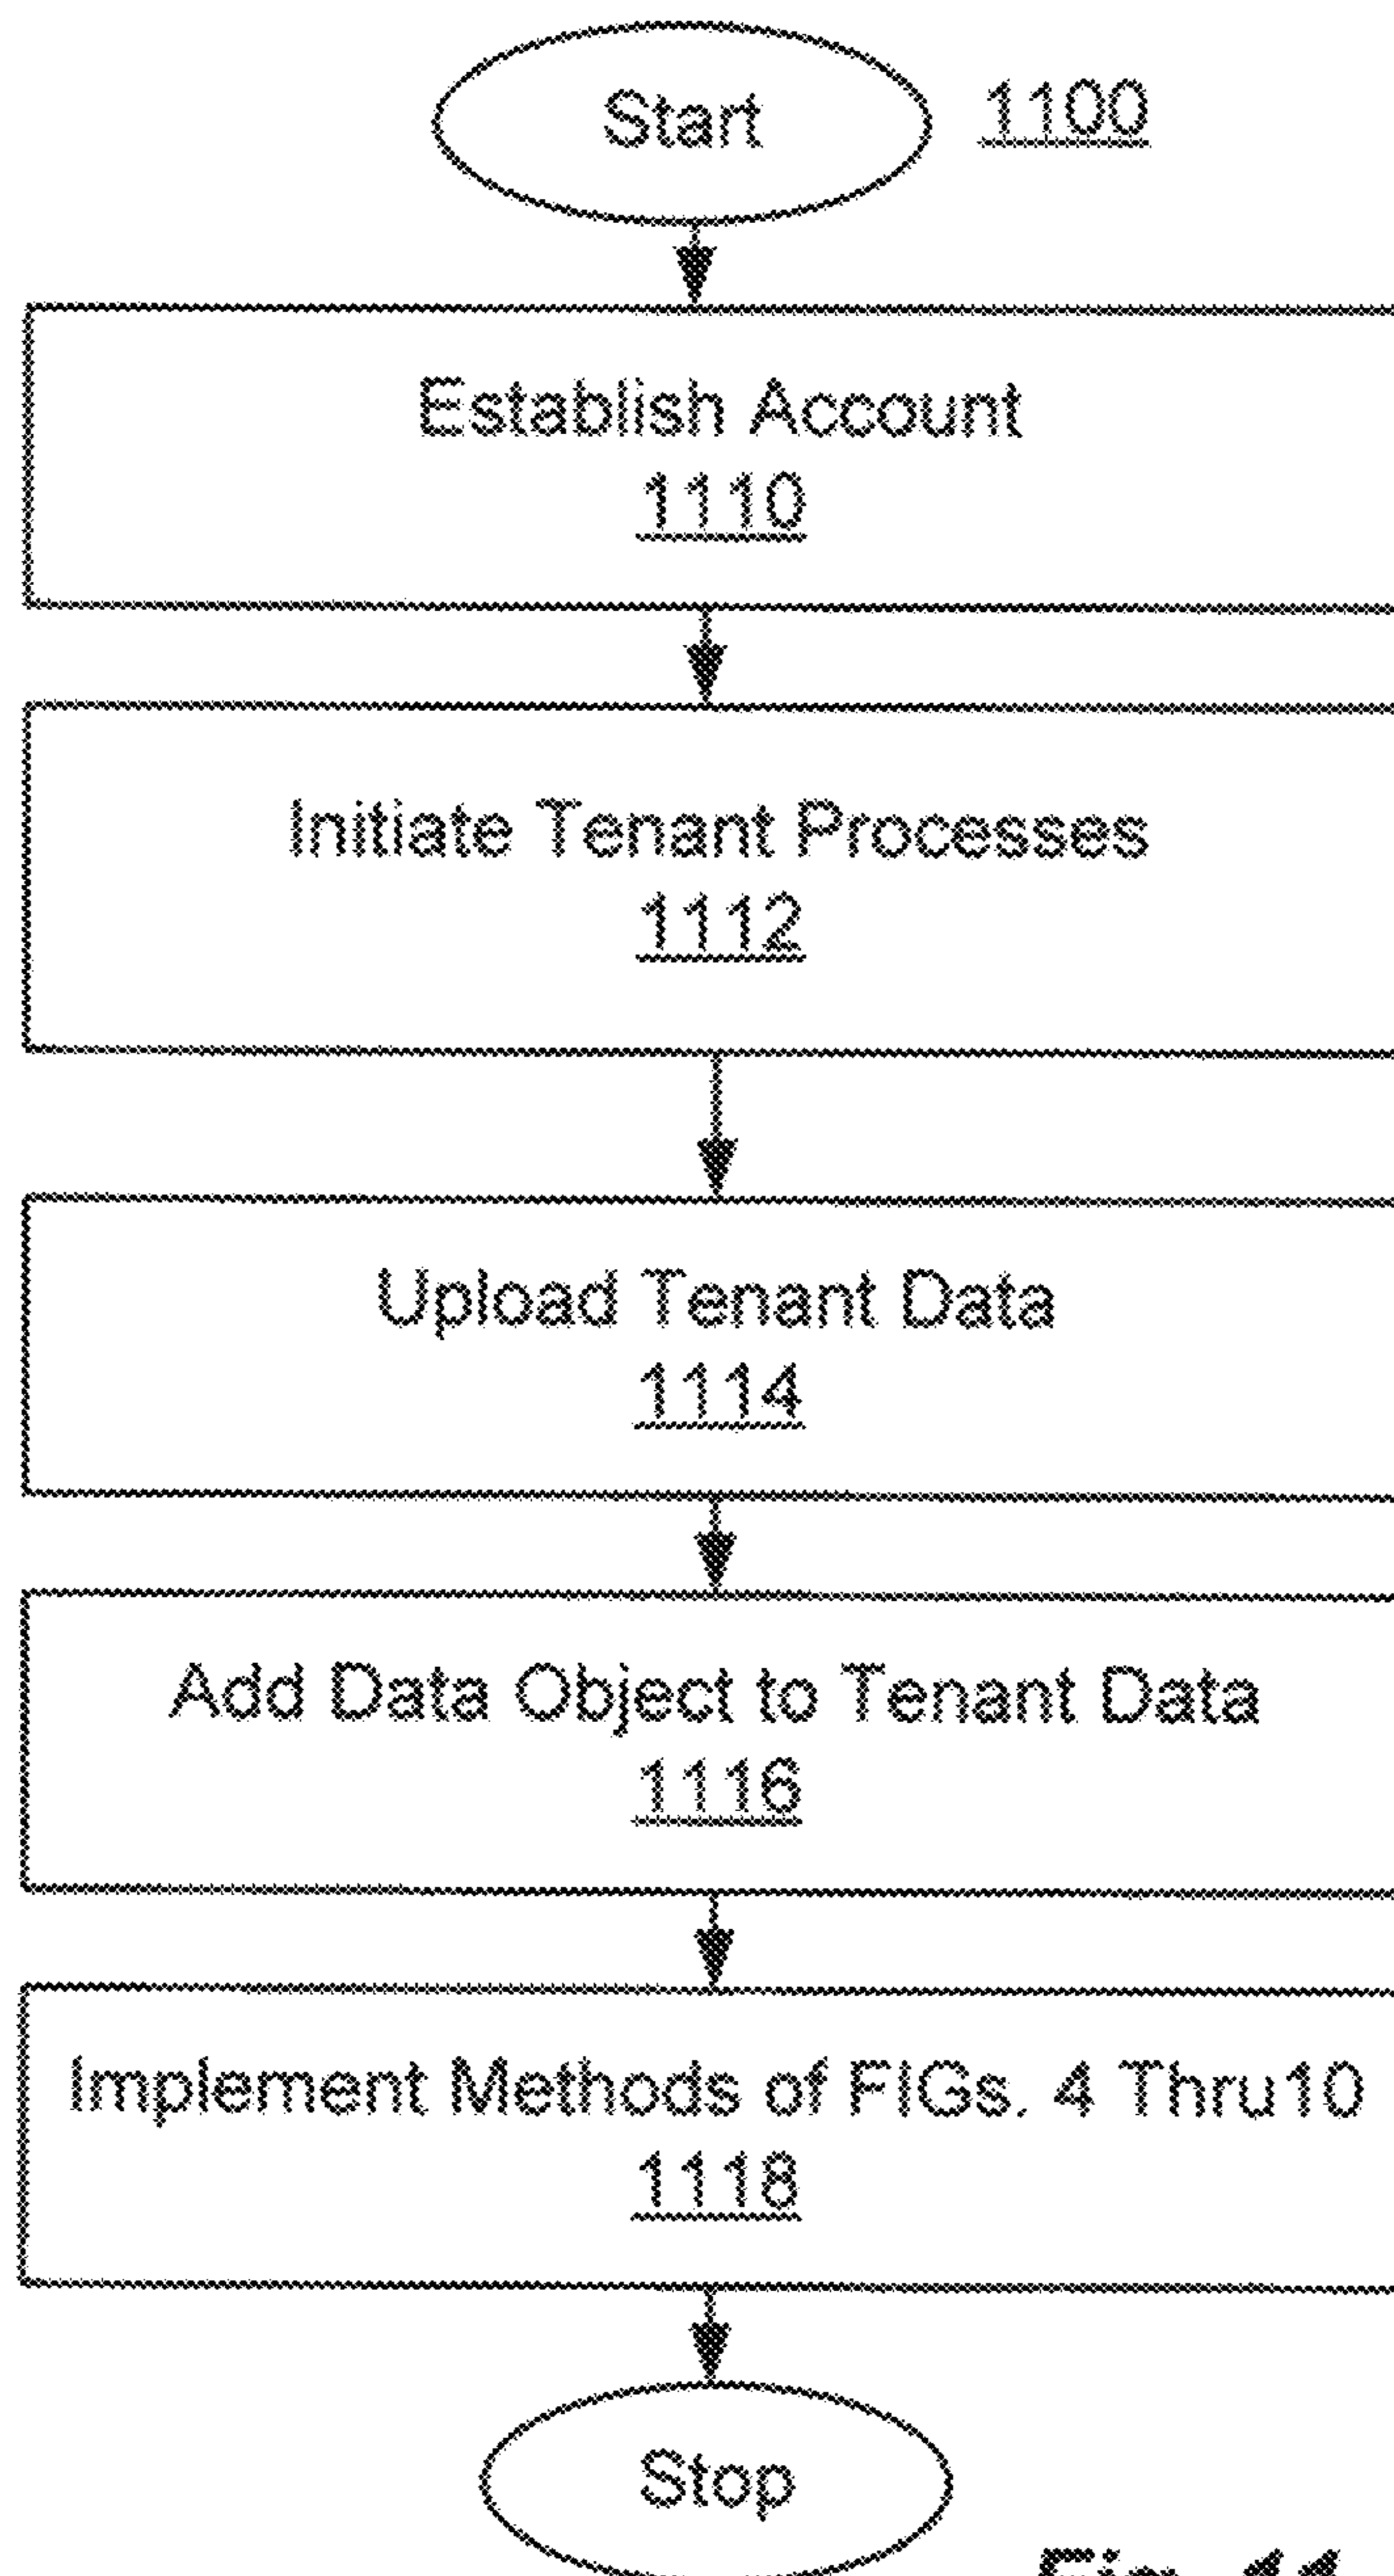 Start
1100
Establish Account
1110
Initiate Tenant Processes
1112
Upload Tenant Data
1114
Add Data Object to Tenant Data
1116
Implement Methods of FIGs. 4 Thru10
1118
Stop